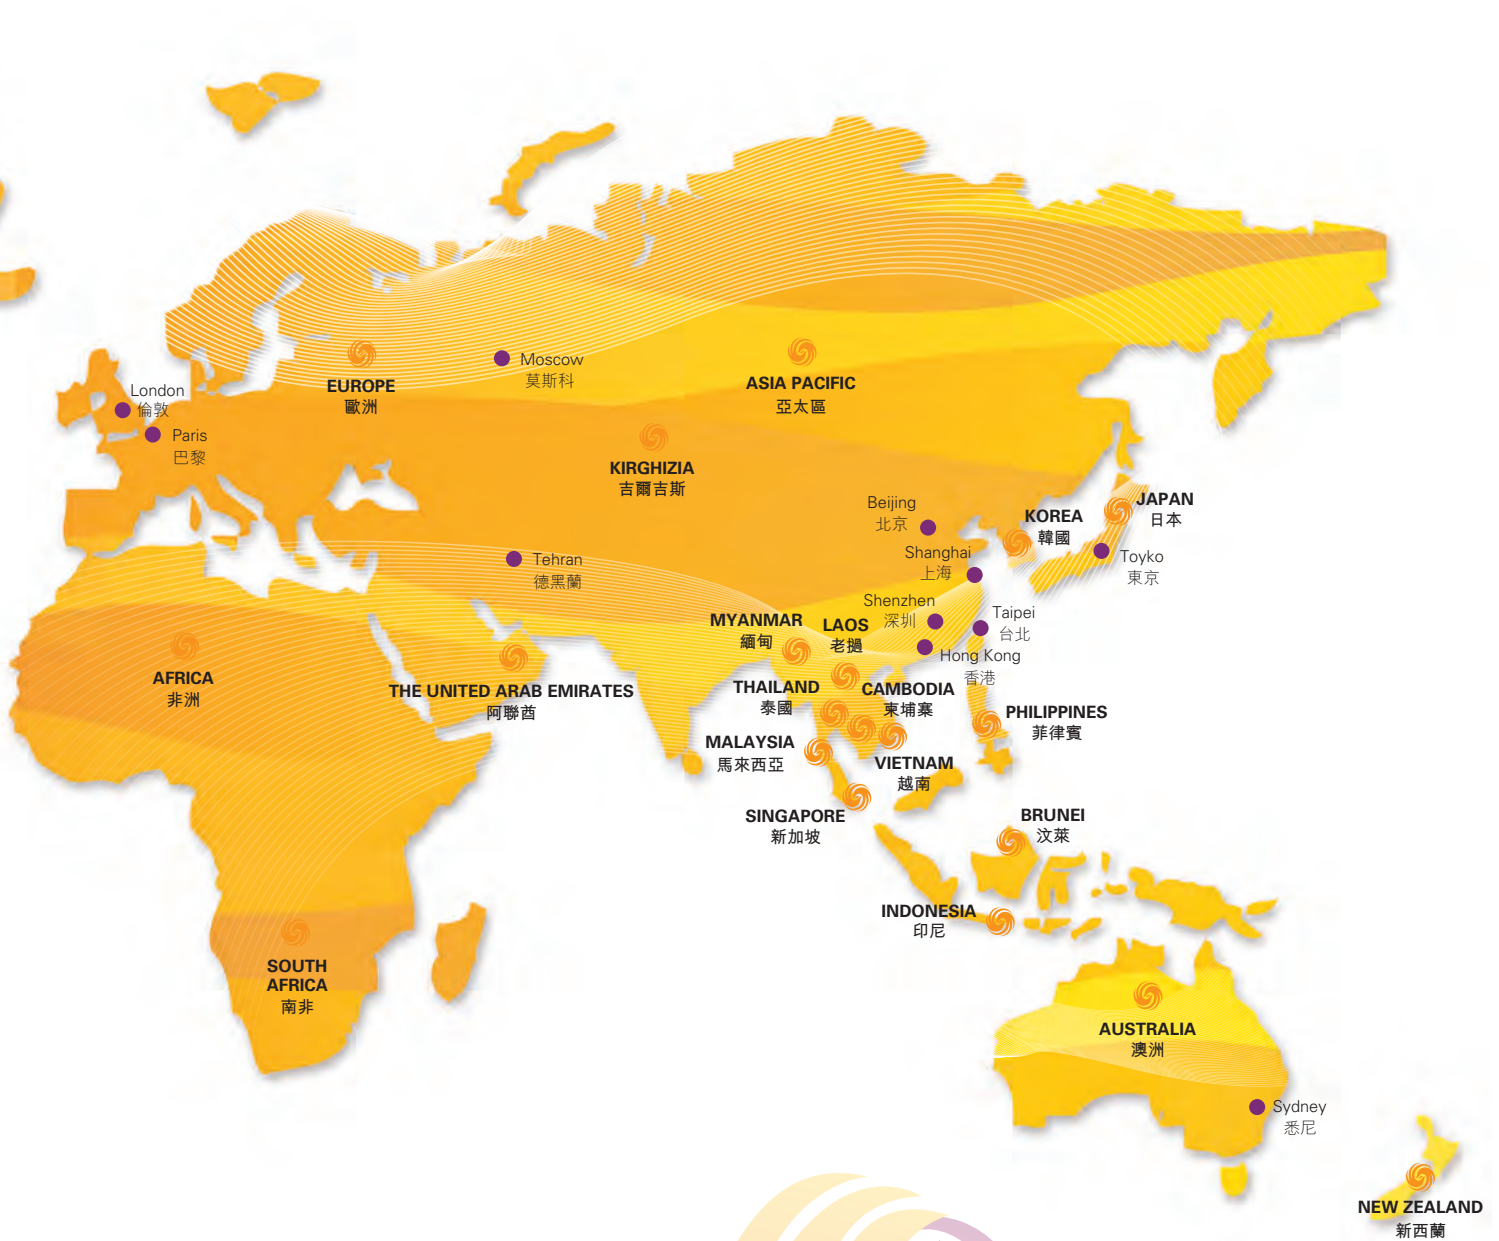 Moscow
莫斯科
EUROPE
歐洲
ASIA PACIFIC
亞太區
London
倫敦
Paris
巴黎
KIRGHIZIA
吉爾吉斯
Beijing
北京
JAPAN
日本
KOREA
韓國
Shanghai
上海
Toyko
東京
Tehran
德黑蘭
Shenzhen
深圳
Taipei
台北
MYANMAR
緬甸
LAOS
老撾
Hong Kong
香港
AFRICA
非洲
THE UNITED ARAB EMIRATES
阿聯酋
THAILAND
泰國
CAMBODIA
柬埔寨
PHILIPPINES
菲律賓
MALAYSIA
馬來西亞
VIETNAM
越南
SINGAPORE
新加坡
BRUNEI
汶萊
INDONESIA
印尼
SOUTH
AFRICA
南非
AUSTRALIA
澳洲
Sydney
悉尼
NEW ZEALAND
新西蘭